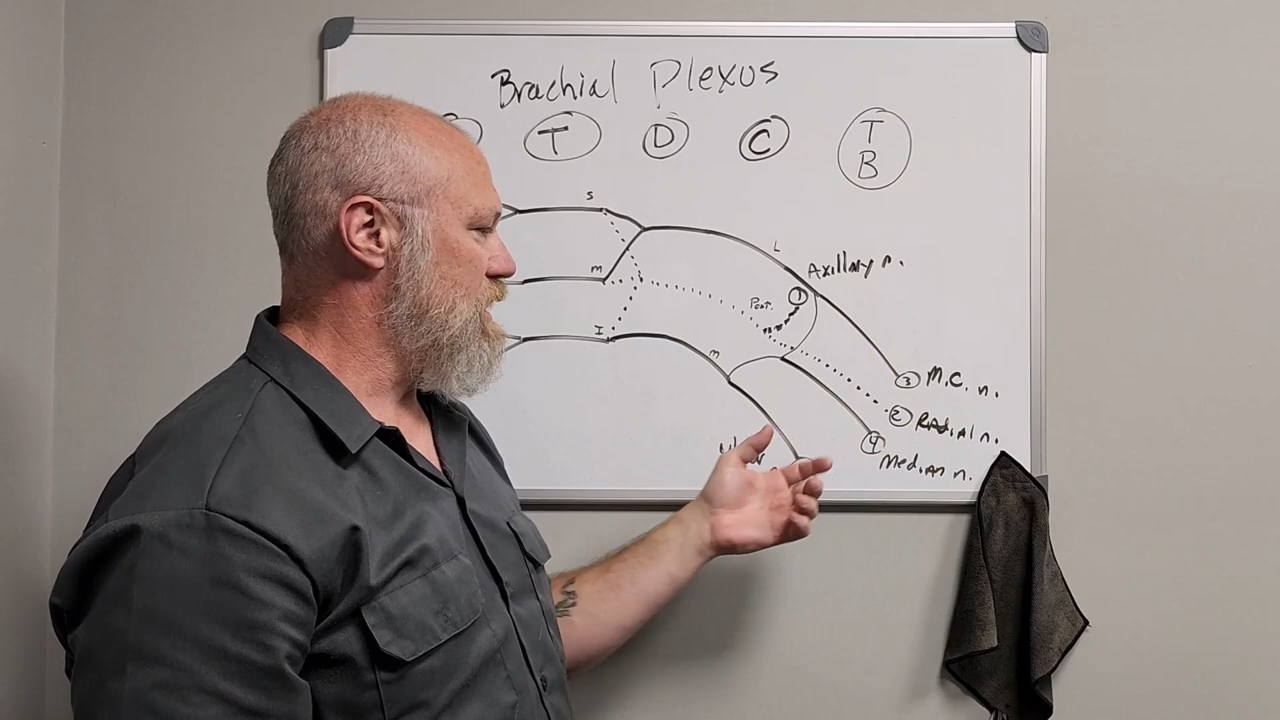 Brachial Plexus
T D C T
B
S
L
Axillary n.
m
Post. 1
I
m
3 M.C. n.
2 Radial n.
4
Median n.